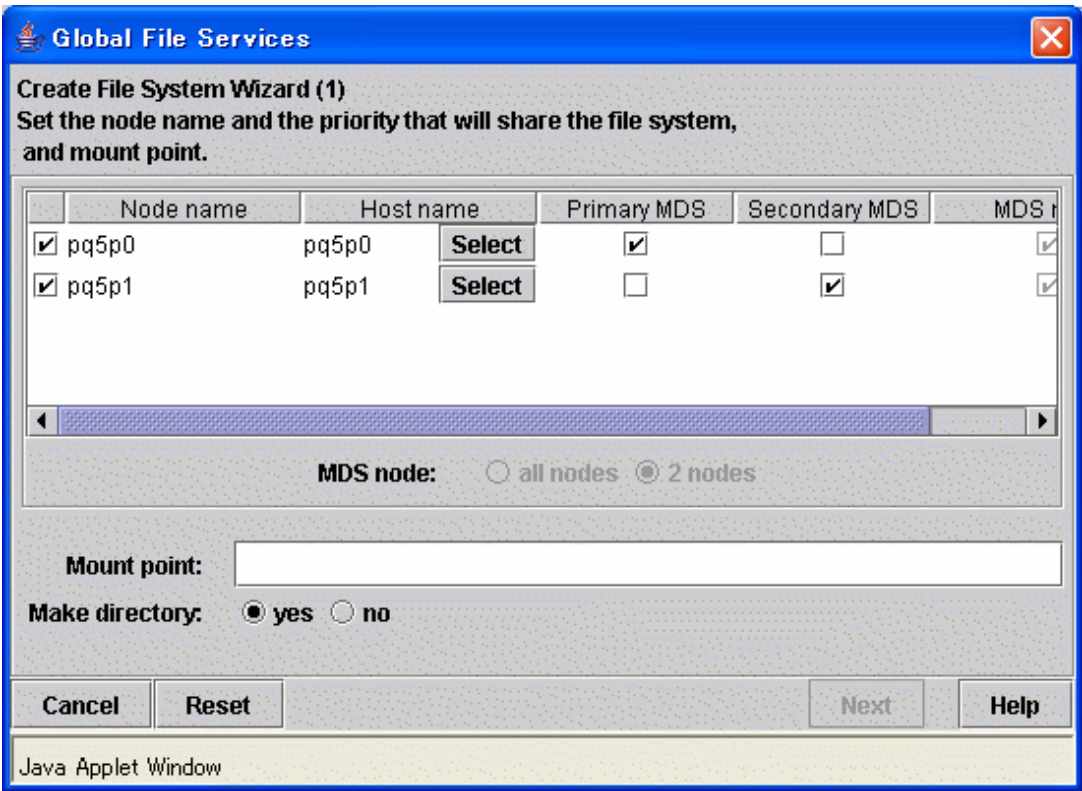 Global File Services
Create File System Wizard (1)
Set the node name and the priority that will share the file system,
and mount point.
Node name Host name Primary MDS Secondary MDS MDS
pq5p0 pq5p0 Select
pq5p1 pq5p1 Select
MDS node: all nodes 2 nodes
Mount point:
Make directory: yes no
Cancel Reset Next Help
Java Applet Window